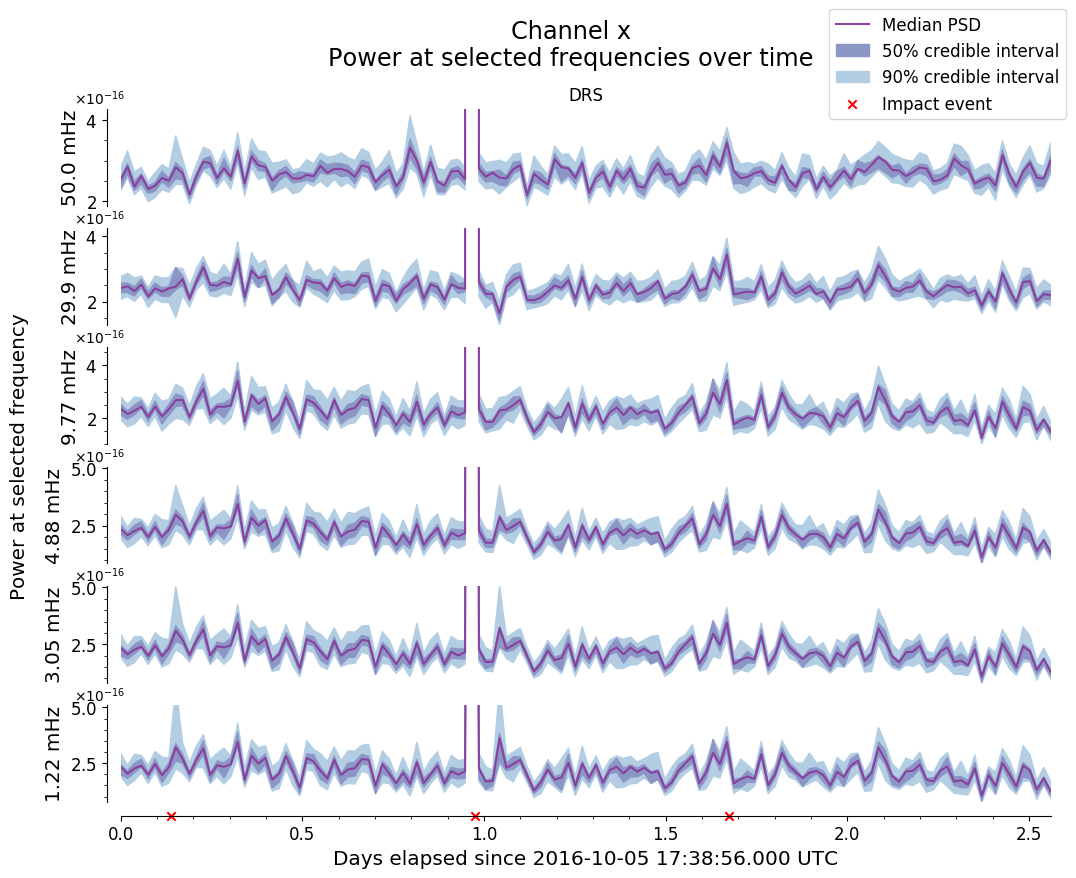 Channel x
Power at selected frequencies over time
Median PSD
50% credible interval
90% credible interval
Impact event
DRS
×10⁻¹⁶
4
2
50.0 mHz
×10⁻¹⁶
4
2
29.9 mHz
×10⁻¹⁶
4
2
9.77 mHz
×10⁻¹⁶
5.0
2.5
4.88 mHz
×10⁻¹⁶
5.0
2.5
3.05 mHz
×10⁻¹⁶
5.0
2.5
1.22 mHz
Power at selected frequency
0.0 0.5 1.0 1.5 2.0 2.5
Days elapsed since 2016-10-05 17:38:56.000 UTC